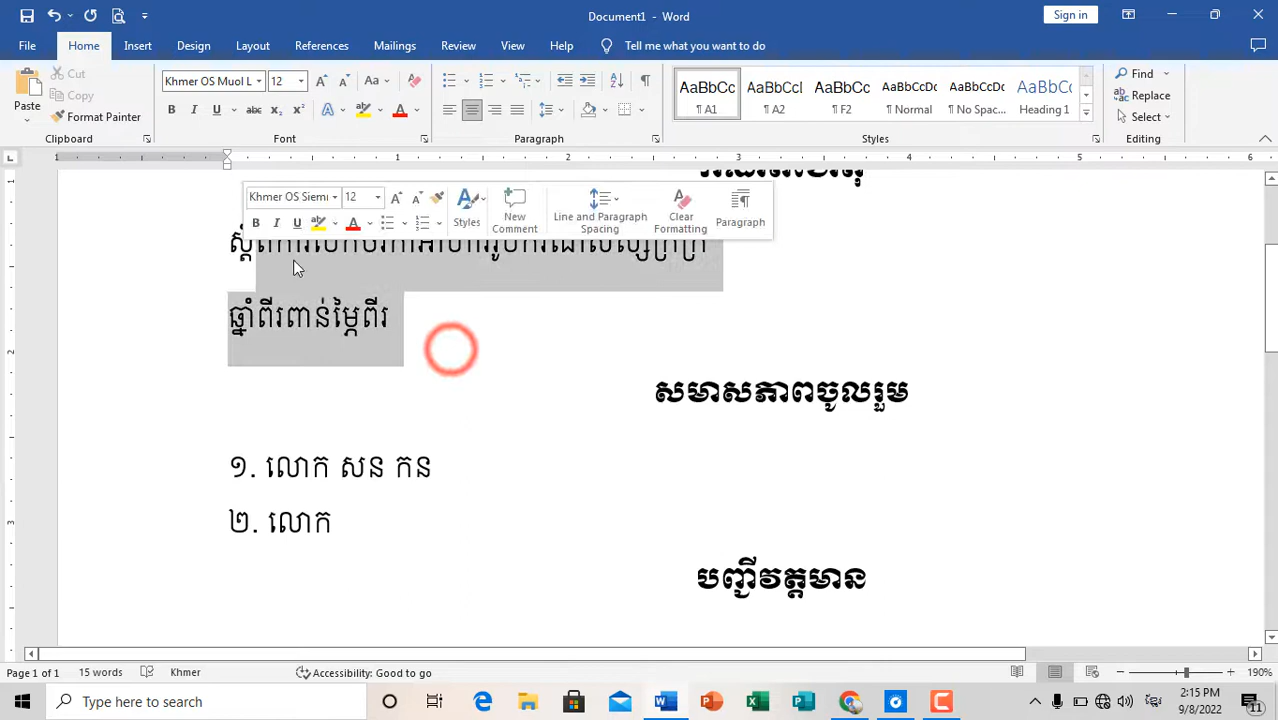 Document1 - Word
Sign in
File Home Insert Design Layout References Mailings Review View Help Tell me what you want to do
Paste
Cut
Copy
Format Painter
Clipboard
Khmer OS Muol L 12
Font
Paragraph
AaBbCc AaBbCcI AaBbCc AaBbCcDc AaBbCcDc AaBbCc
¶ A1 ¶ A2 ¶ F2 ¶ Normal ¶ No Spac... Heading 1
Styles
Find
Replace
Select
Editing
Khmer OS Siem 12
Styles
New Comment
Line and Paragraph Spacing
Clear Formatting
Paragraph
ឆ្នាំពីរពាន់ម្ភៃពីរ
សមាសភាពចូលរួម
១. លោក សន កន
២. លោក
បញ្ជីវត្តមាន
Page 1 of 1 15 words Khmer Accessibility: Good to go 190%
Type here to search
2:15 PM
9/8/2022
11